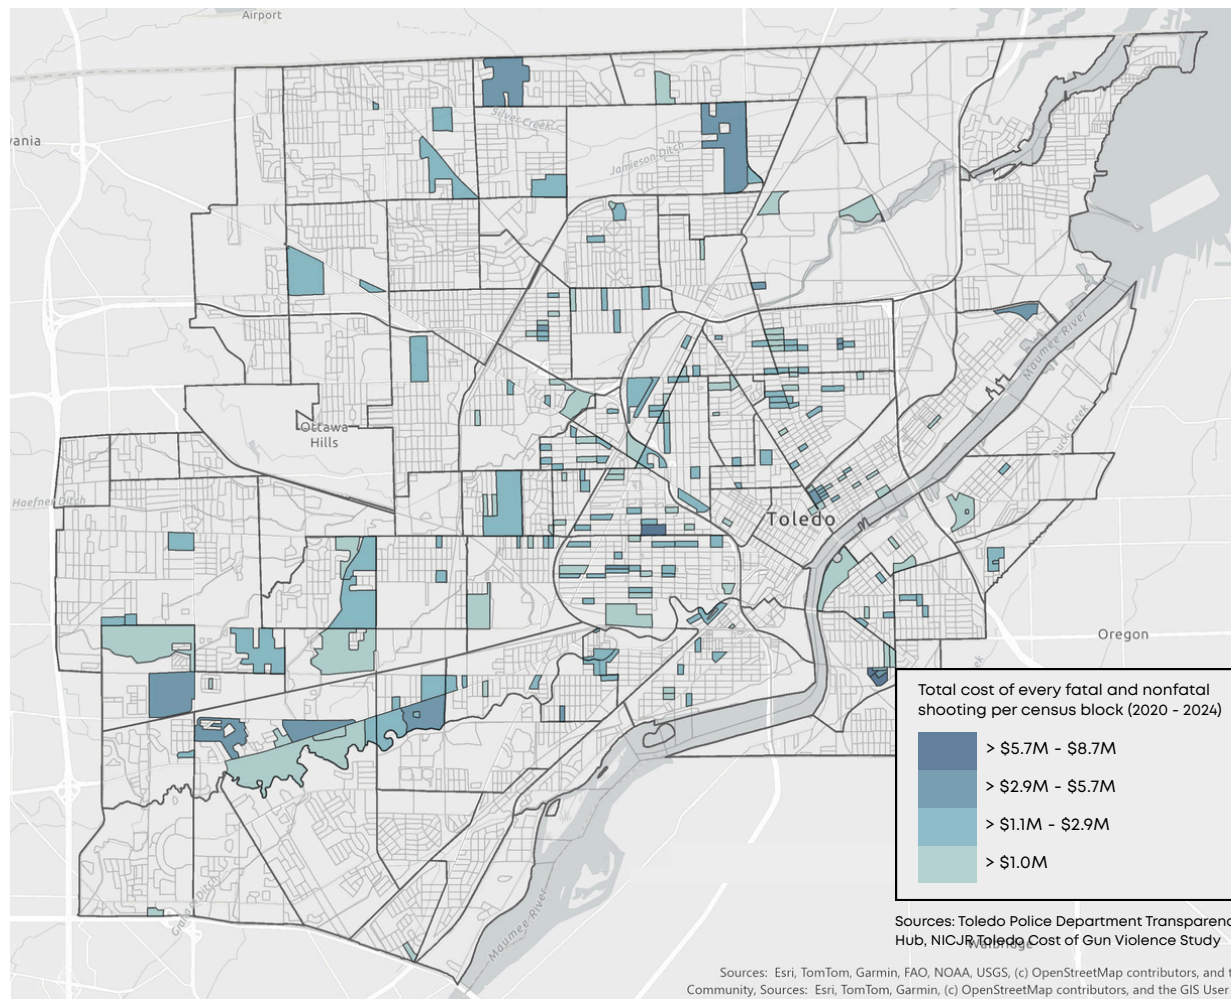 Airport
vania
Silver Creek
Jamieson Ditch
Ottawa
Hills
Maumee River
Duck Creek
Haefner Ditch
Toledo
Oregon
ek
Total cost of every fatal and nonfatal
shooting per census block (2020 - 2024)
> $5.7M - $8.7M
> $2.9M - $5.7M
> $1.1M - $2.9M
> $1.0M
Maumee River
Sources: Toledo Police Department Transparenc
Hub, NICJR Toledo Cost of Gun Violence Study
Walbridge
Sources: Esri, TomTom, Garmin, FAO, NOAA, USGS, (c) OpenStreetMap contributors, and t
Community, Sources: Esri, TomTom, Garmin, (c) OpenStreetMap contributors, and the GIS User